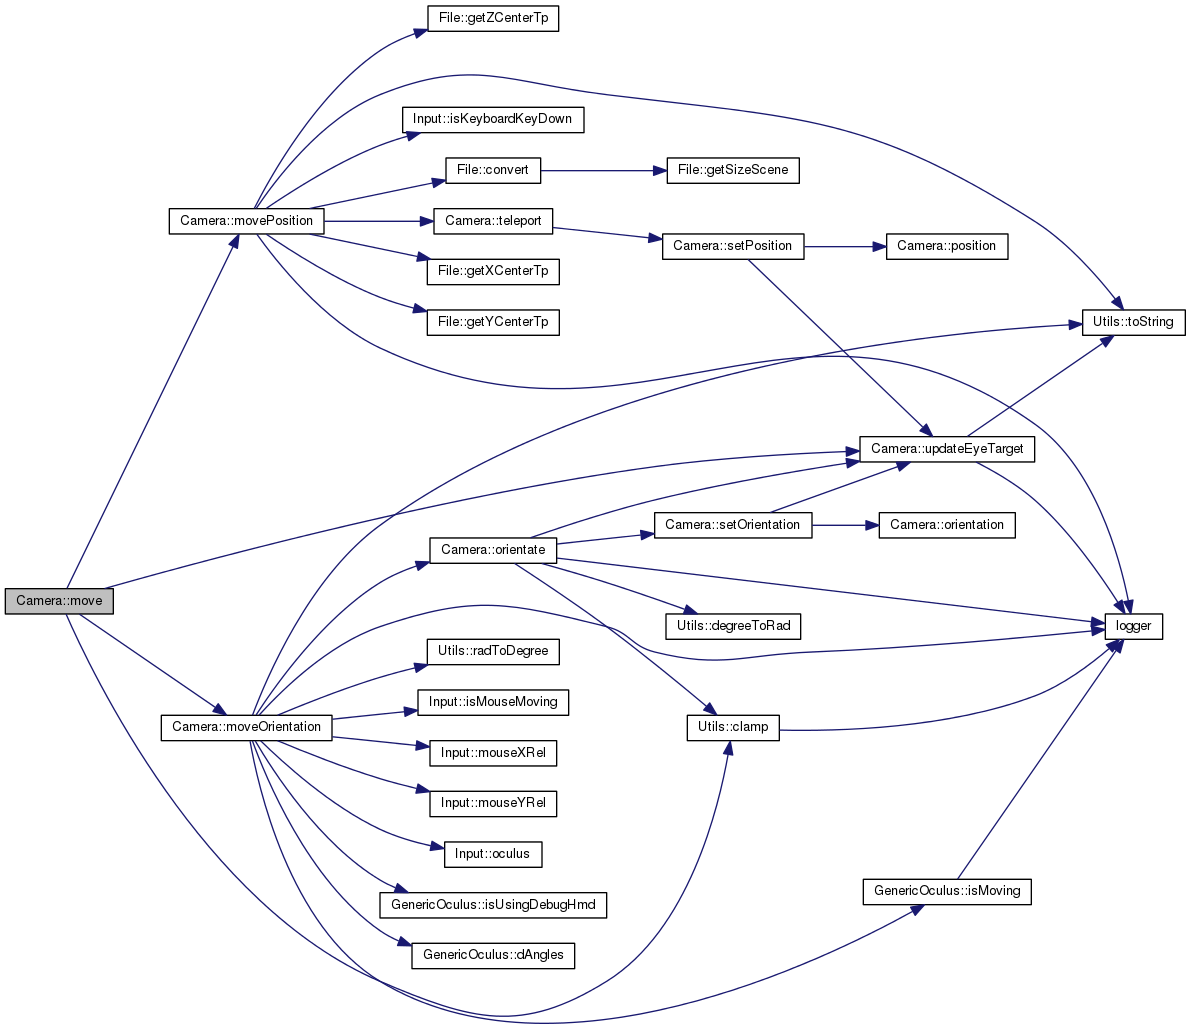 File::getZCenterTp
Input::isKeyboardKeyDown
File::convert
File::getSizeScene
Camera::movePosition
Camera::teleport
Camera::setPosition
Camera::position
File::getXCenterTp
File::getYCenterTp
Utils::toString
Camera::updateEyeTarget
Camera::setOrientation
Camera::orientation
Camera::orientate
Camera::move
Utils::degreeToRad
logger
Utils::radToDegree
Input::isMouseMoving
Camera::moveOrientation
Utils::clamp
Input::mouseXRel
Input::mouseYRel
Input::oculus
GenericOculus::isMoving
GenericOculus::isUsingDebugHmd
GenericOculus::dAngles